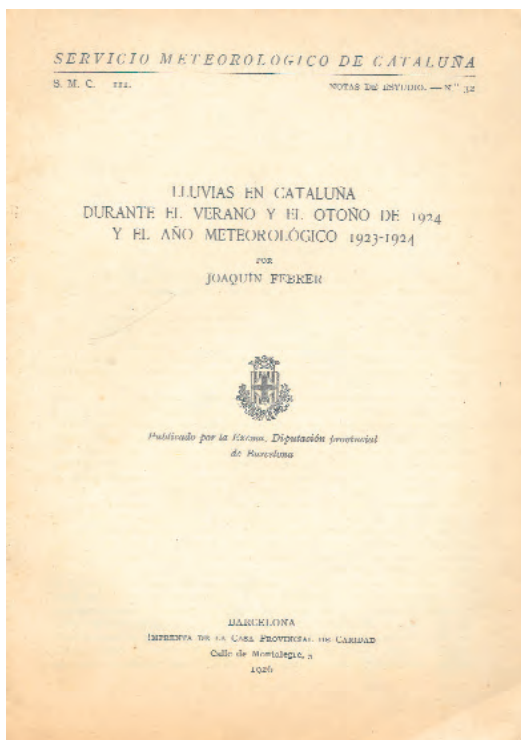 SERVICIO METEOROLOGICO DE CATALUÑA
S. M. C. III.
NOTAS DE ESTUDIO. — Nº 32
LLUVIAS EN CATALUÑA
DURANTE EL VERANO Y EL OTOÑO DE 1924
Y EL AÑO METEOROLÓGICO 1923-1924
POR
JOAQUÍN FEBRER
Publicado por la Excma. Diputación provincial
de Barcelona
BARCELONA
IMPRENTA DE LA CASA PROVINCIAL DE CARIDAD
Calle de Montalegre, 5
1926